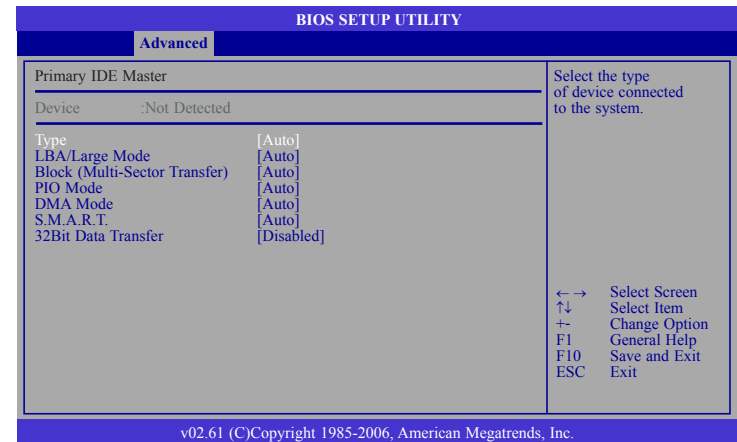 BIOS SETUP UTILITY
Advanced
Primary IDE Master
Device :Not Detected
Type [Auto]
LBA/Large Mode [Auto]
Block (Multi-Sector Transfer) [Auto]
PIO Mode [Auto]
DMA Mode [Auto]
S.M.A.R.T. [Auto]
32Bit Data Transfer [Disabled]
Select the type
of device connected
to the system.
←→ Select Screen
↑↓ Select Item
+- Change Option
F1 General Help
F10 Save and Exit
ESC Exit
v02.61 (C)Copyright 1985-2006, American Megatrends, Inc.